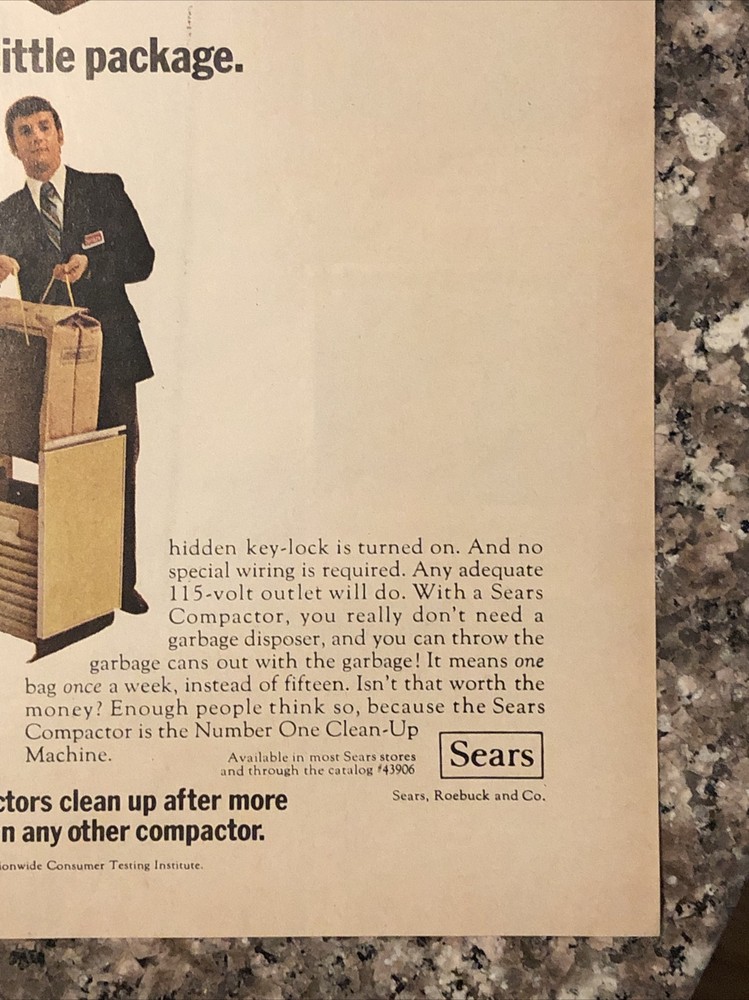 ittle package.
hidden key-lock is turned on. And no
special wiring is required. Any adequate
115-volt outlet will do. With a Sears
Compactor, you really don't need a
garbage disposer, and you can throw the
garbage cans out with the garbage! It means one
bag once a week, instead of fifteen. Isn't that worth the
money? Enough people think so, because the Sears
Compactor is the Number One Clean-Up
Machine.
Available in most Sears stores
and through the catalog #43906
Sears
Sears, Roebuck and Co.
ctors clean up after more
n any other compactor.
ionwide Consumer Testing Institute.